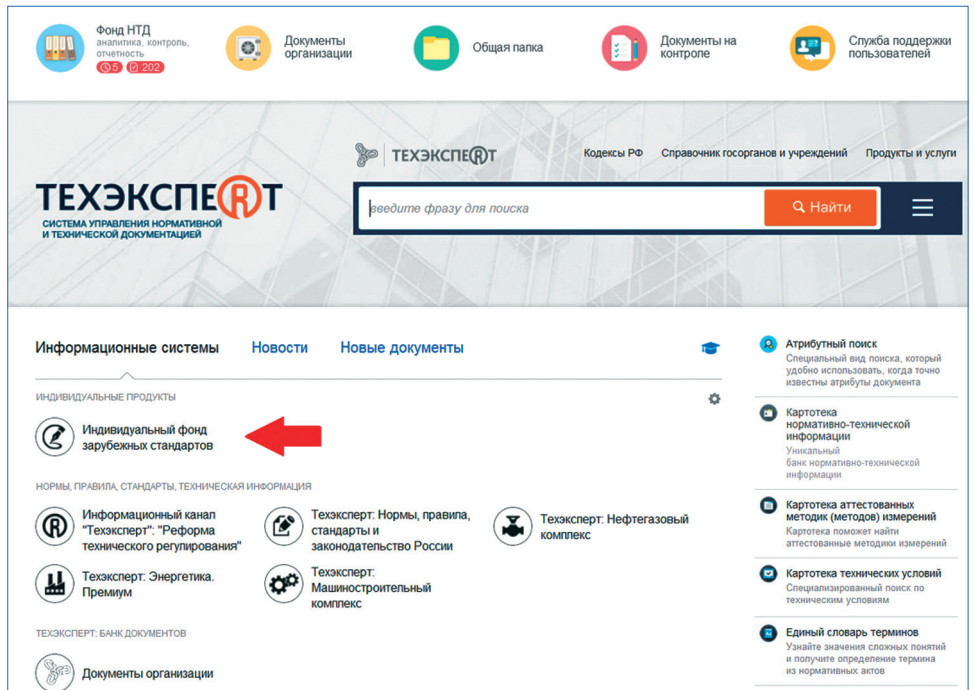 Фонд НТД
аналитика, контроль,
отчетность
5 202
Документы
организации
Общая папка
Документы на
контроле
Служба поддержки
пользователей
ТЕХЭКСПЕRТ
Кодексы РФ Справочник госорганов и учреждений Продукты и услуги
ТЕХЭКСПЕRТ
СИСТЕМА УПРАВЛЕНИЯ НОРМАТИВНОЙ
И ТЕХНИЧЕСКОЙ ДОКУМЕНТАЦИЕЙ
введите фразу для поиска
Найти
Информационные системы Новости Новые документы
ИНДИВИДУАЛЬНЫЕ ПРОДУКТЫ
Индивидуальный фонд
зарубежных стандартов
НОРМЫ, ПРАВИЛА, СТАНДАРТЫ, ТЕХНИЧЕСКАЯ ИНФОРМАЦИЯ
R
Информационный канал
"Техэксперт": "Реформа
технического регулирования"
Техэксперт: Нормы, правила,
стандарты и
законодательство России
Техэксперт: Нефтегазовый
комплекс
Техэксперт: Энергетика.
Премиум
Техэксперт:
Машиностроительный
комплекс
ТЕХЭКСПЕРТ: БАНК ДОКУМЕНТОВ
Документы организации
Атрибутный поиск
Специальный вид поиска, который
удобно использовать, когда точно
известны атрибуты документа
Картотека
нормативно-технической
информации
Уникальный
банк нормативно-технической
информации
Картотека аттестованных
методик (методов) измерений
Картотека поможет найти
аттестованные методики измерений
Картотека технических условий
Специализированный поиск по
техническим условиям
Единый словарь терминов
Узнайте значения сложных понятий
и получите определение термина
из нормативных актов